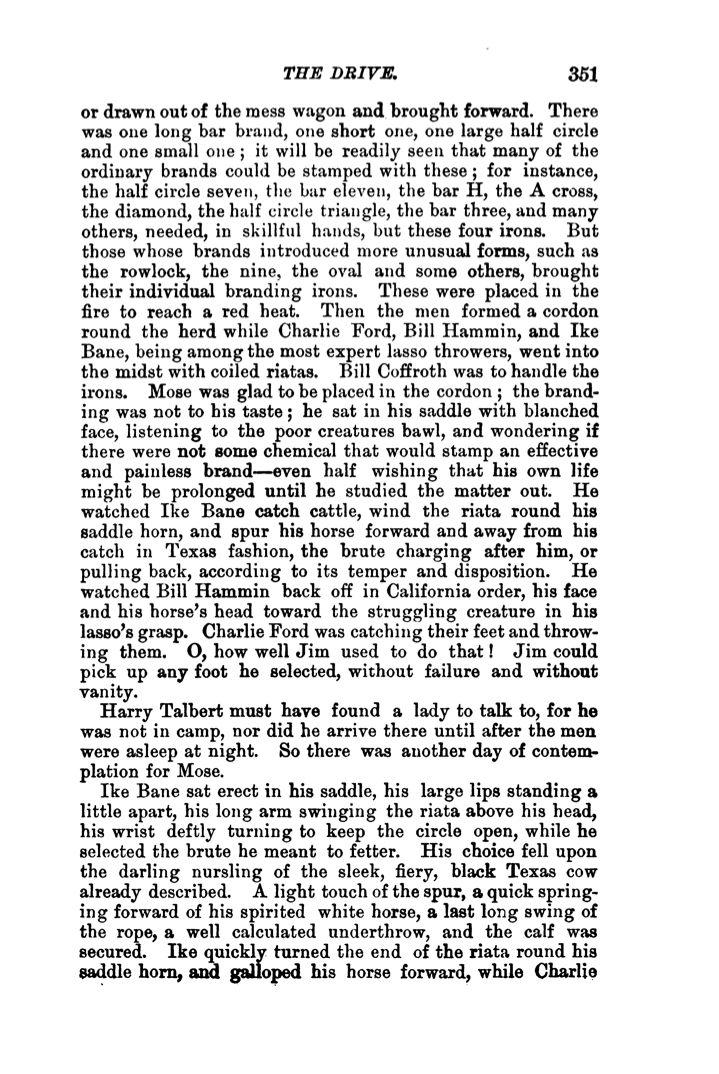 THE DRIVE. 351
or drawn out of the mess wagon and brought forward. There
was one long bar brand, one short one, one large half circle
and one small one ; it will be readily seen that many of the
ordinary brands could be stamped with these ; for instance,
the half circle seven, the bar eleven, the bar H, the A cross,
the diamond, the half circle triangle, the bar three, and many
others, needed, in skillful hands, but these four irons. But
those whose brands introduced more unusual forms, such as
the rowlock, the nine, the oval and some others, brought
their individual branding irons. These were placed in the
fire to reach a red heat. Then the men formed a cordon
round the herd while Charlie Ford, Bill Hammin, and Ike
Bane, being among the most expert lasso throwers, went into
the midst with coiled riatas. Bill Coffroth was to handle the
irons. Mose was glad to be placed in the cordon ; the brand-
ing was not to his taste ; he sat in his saddle with blanched
face, listening to the poor creatures bawl, and wondering if
there were not some chemical that would stamp an effective
and painless brand—even half wishing that his own life
might be prolonged until he studied the matter out. He
watched Ike Bane catch cattle, wind the riata round his
saddle horn, and spur his horse forward and away from his
catch in Texas fashion, the brute charging after him, or
pulling back, according to its temper and disposition. He
watched Bill Hammin back off in California order, his face
and his horse's head toward the struggling creature in his
lasso's grasp. Charlie Ford was catching their feet and throw-
ing them. O, how well Jim used to do that! Jim could
pick up any foot he selected, without failure and without
vanity.
Harry Talbert must have found a lady to talk to, for he
was not in camp, nor did he arrive there until after the men
were asleep at night. So there was another day of contem-
plation for Mose.
Ike Bane sat erect in his saddle, his large lips standing a
little apart, his long arm swinging the riata above his head,
his wrist deftly turning to keep the circle open, while he
selected the brute he meant to fetter. His choice fell upon
the darling nursling of the sleek, fiery, black Texas cow
already described. A light touch of the spur, a quick spring-
ing forward of his spirited white horse, a last long swing of
the rope, a well calculated underthrow, and the calf was
secured. Ike quickly turned the end of the riata round his
saddle horn, and galloped his horse forward, while Charlie